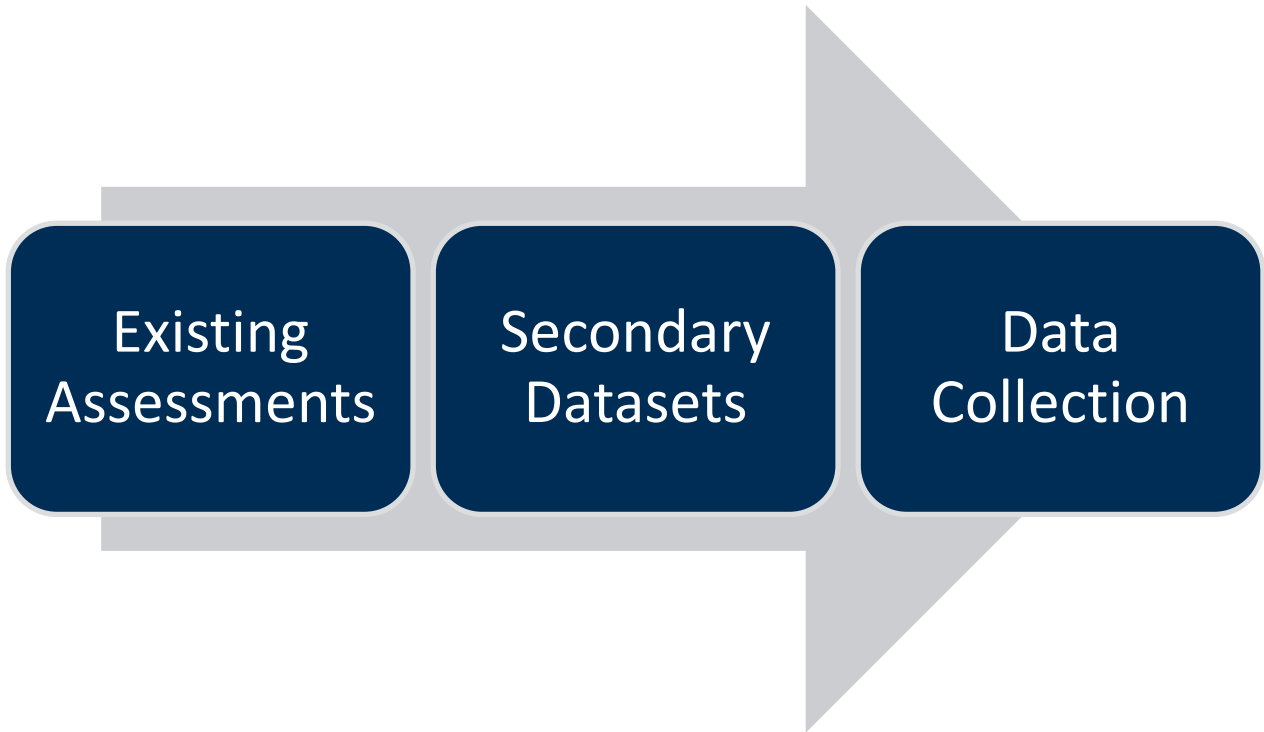 Existing
Assessments
Secondary
Datasets
Data
Collection